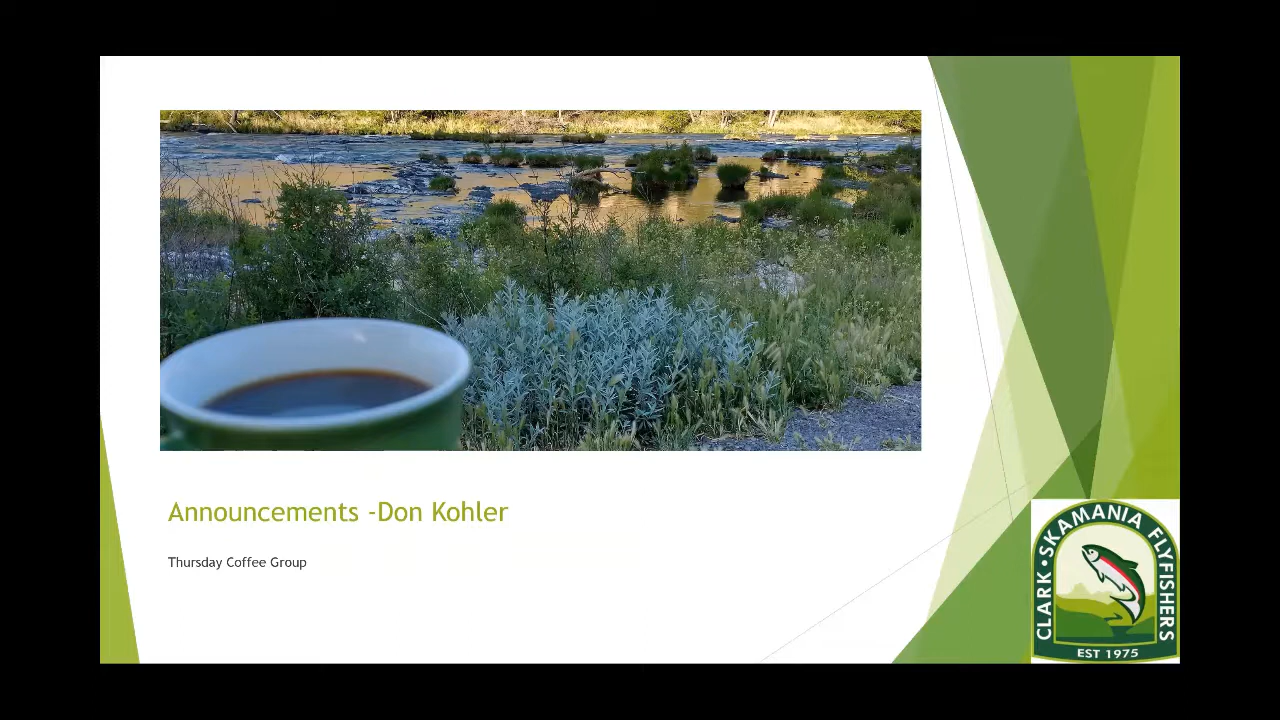 Announcements -Don Kohler
Thursday Coffee Group
CLARK • SKAMANIA FLYFISHERS
EST 1975